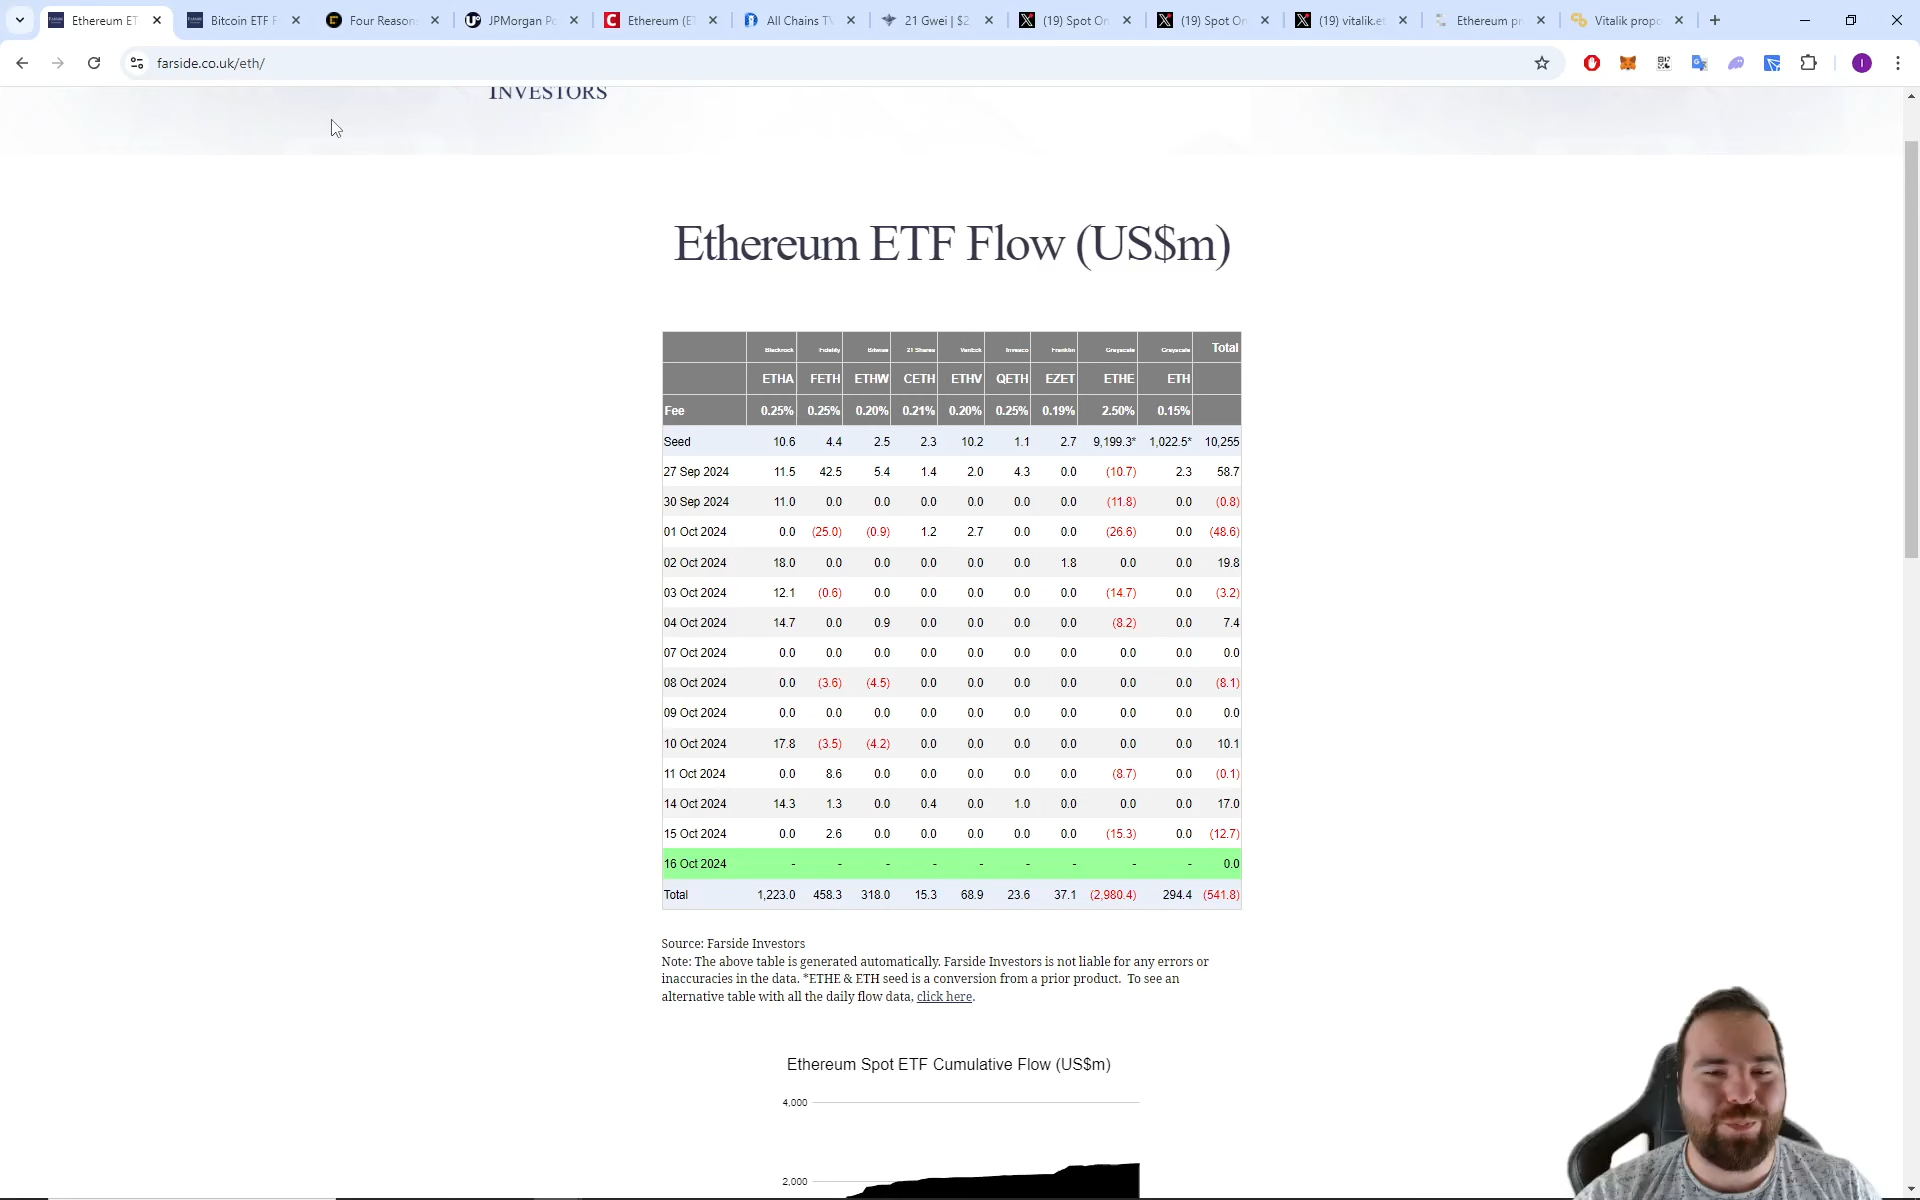 Ethereum ET
Bitcoin ETF F
Four Reason
JPMorgan Po
Ethereum (E
All Chains TV
21 Gwei | $2
(19) Spot On
(19) Spot On
(19) vitalik.et
Ethereum pr
Vitalik propo
farside.co.uk/eth/
INVESTORS
Ethereum ETF Flow (US$m)
Blackrock Fidelity Bitwise 21 Shares VanEck Invesco Franklin Grayscale Grayscale Total
ETHA FETH ETHW CETH ETHV QETH EZET ETHE ETH
Fee 0.25% 0.25% 0.20% 0.21% 0.20% 0.25% 0.19% 2.50% 0.15%
Seed 10.6 4.4 2.5 2.3 10.2 1.1 2.7 9,199.3* 1,022.5* 10,255
27 Sep 2024 11.5 42.5 5.4 1.4 2.0 4.3 0.0 (10.7) 2.3 58.7
30 Sep 2024 11.0 0.0 0.0 0.0 0.0 0.0 0.0 (11.8) 0.0 (0.8)
01 Oct 2024 0.0 (25.0) (0.9) 1.2 2.7 0.0 0.0 (26.6) 0.0 (48.6)
02 Oct 2024 18.0 0.0 0.0 0.0 0.0 0.0 1.8 0.0 0.0 19.8
03 Oct 2024 12.1 (0.6) 0.0 0.0 0.0 0.0 0.0 (14.7) 0.0 (3.2)
04 Oct 2024 14.7 0.0 0.9 0.0 0.0 0.0 0.0 (8.2) 0.0 7.4
07 Oct 2024 0.0 0.0 0.0 0.0 0.0 0.0 0.0 0.0 0.0 0.0
08 Oct 2024 0.0 (3.6) (4.5) 0.0 0.0 0.0 0.0 0.0 0.0 (8.1)
09 Oct 2024 0.0 0.0 0.0 0.0 0.0 0.0 0.0 0.0 0.0 0.0
10 Oct 2024 17.8 (3.5) (4.2) 0.0 0.0 0.0 0.0 0.0 0.0 10.1
11 Oct 2024 0.0 8.6 0.0 0.0 0.0 0.0 0.0 (8.7) 0.0 (0.1)
14 Oct 2024 14.3 1.3 0.0 0.4 0.0 1.0 0.0 0.0 0.0 17.0
15 Oct 2024 0.0 2.6 0.0 0.0 0.0 0.0 0.0 (15.3) 0.0 (12.7)
16 Oct 2024 - - - - - - - - - 0.0
Total 1,223.0 458.3 318.0 15.3 68.9 23.6 37.1 (2,980.4) 294.4 (541.8)
Source: Farside Investors
Note: The above table is generated automatically. Farside Investors is not liable for any errors or
inaccuracies in the data. *ETHE & ETH seed is a conversion from a prior product. To see an
alternative table with all the daily flow data, click here.
Ethereum Spot ETF Cumulative Flow (US$m)
4,000
2,000